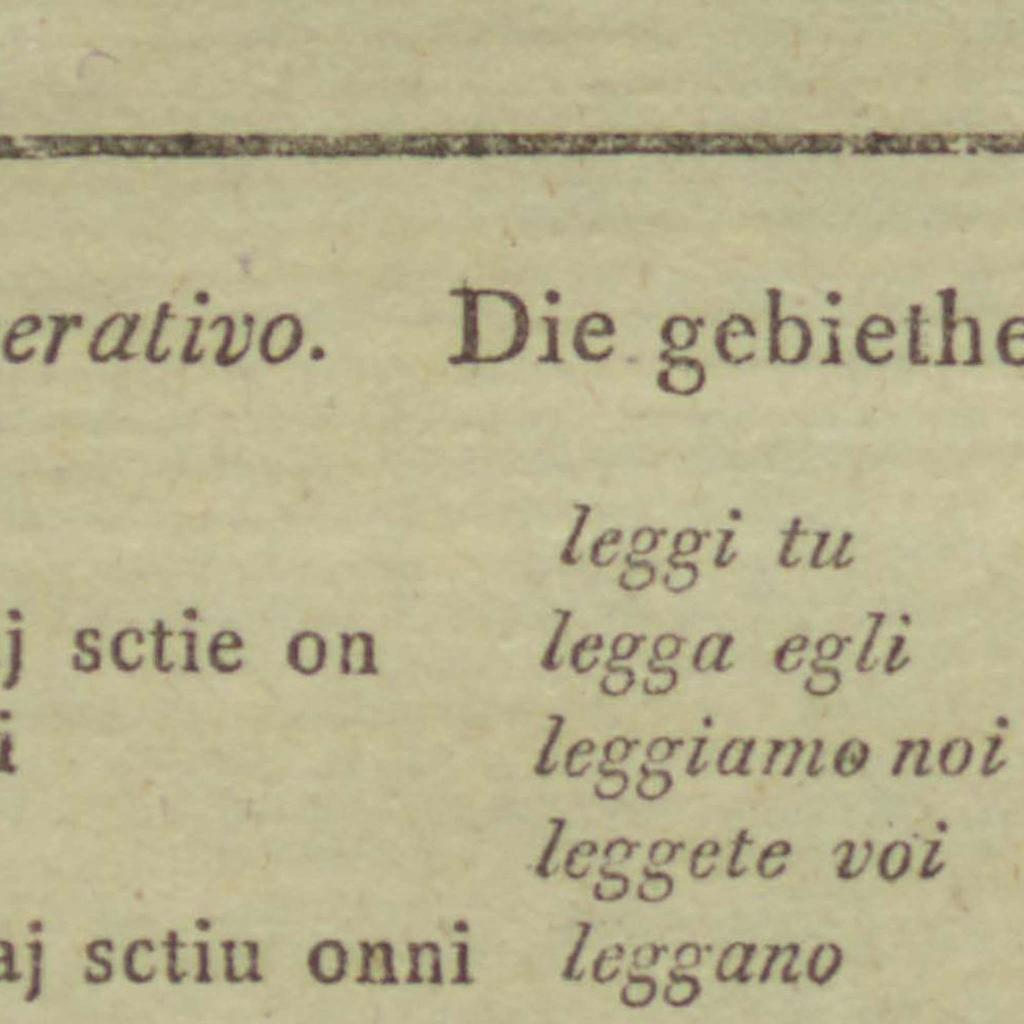 erativo. Die gebiethe
leggi tu
j sctie on legga egli
i leggiamo noi
leggete voi
aj sctiu onni leggano